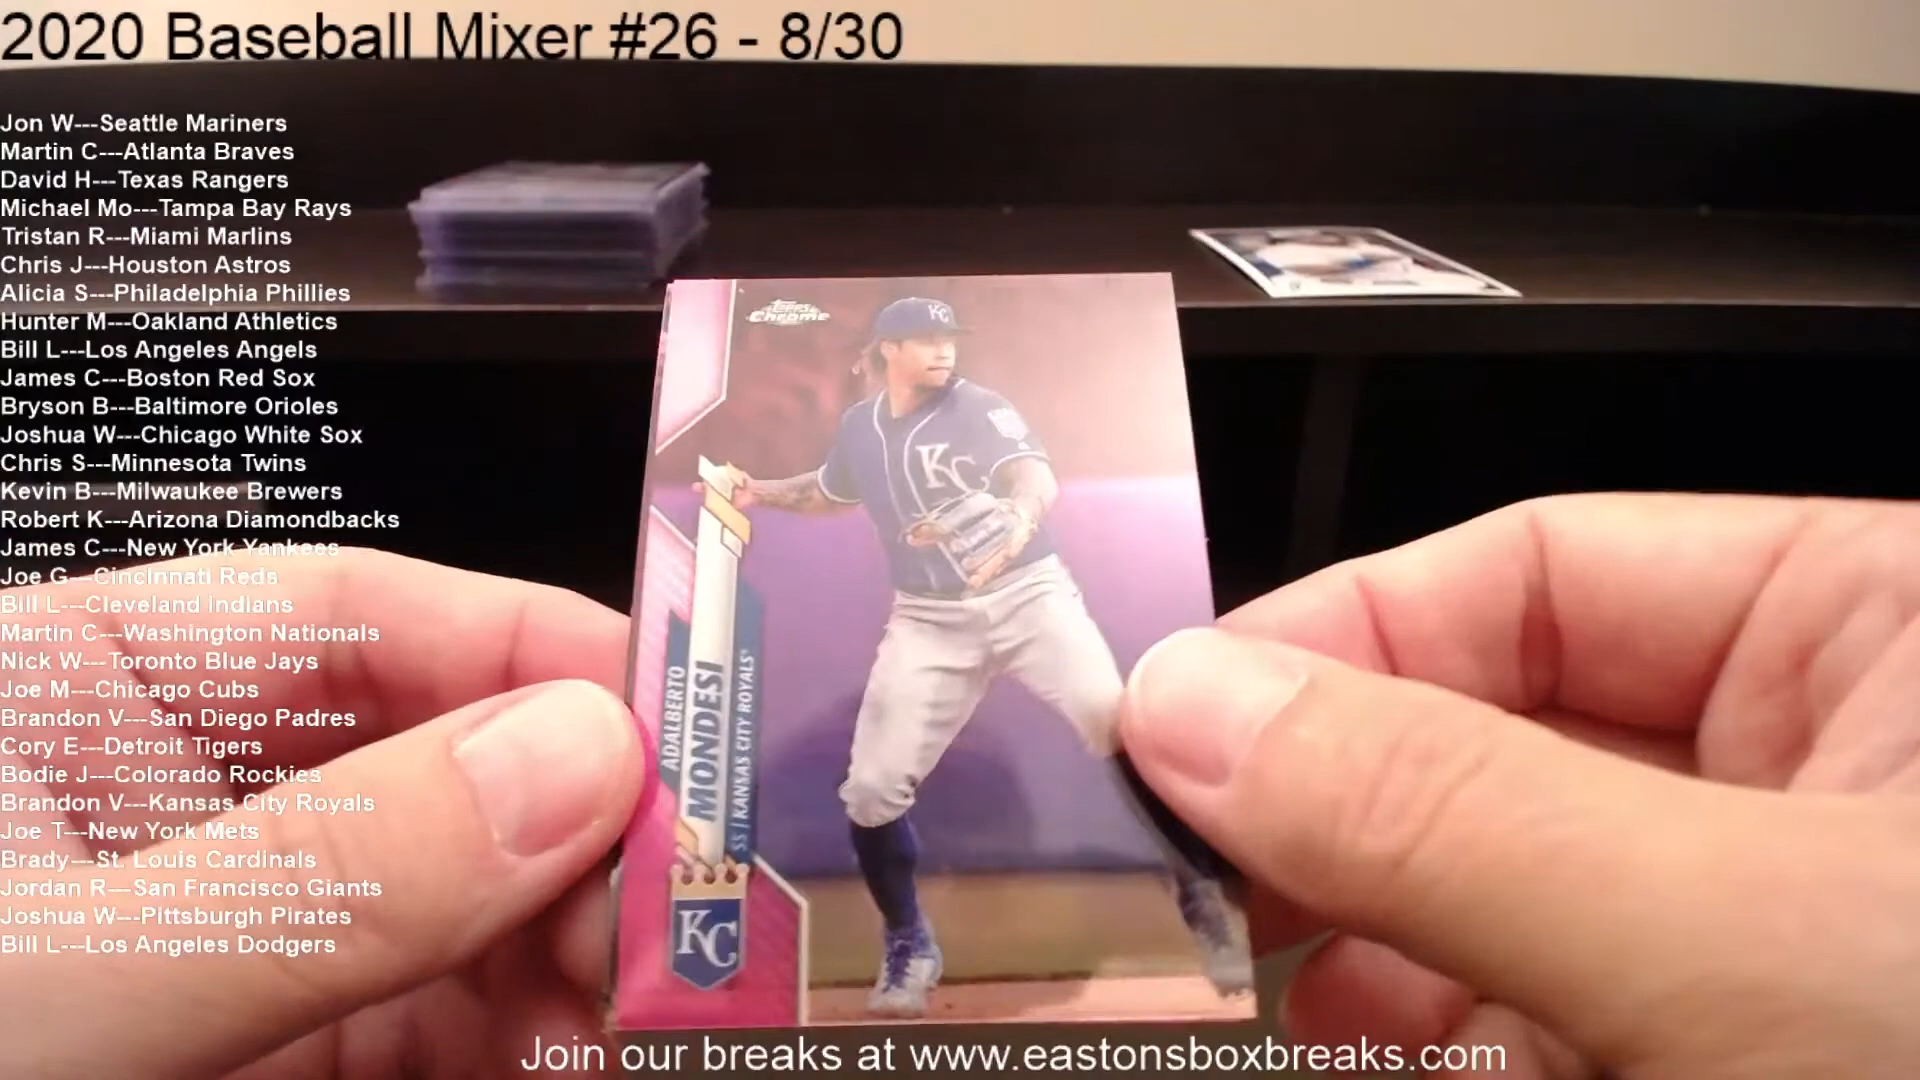 2020 Baseball Mixer #26 - 8/30
Jon W---Seattle Mariners
Martin C---Atlanta Braves
David H---Texas Rangers
Michael Mo---Tampa Bay Rays
Tristan R---Miami Marlins
Chris J---Houston Astros
Alicia S---Philadelphia Phillies
Hunter M---Oakland Athletics
Bill L---Los Angeles Angels
James C---Boston Red Sox
Bryson B---Baltimore Orioles
Joshua W---Chicago White Sox
Chris S---Minnesota Twins
Kevin B---Milwaukee Brewers
Robert K---Arizona Diamondbacks
James C---New York Yankees
Joe G---Cincinnati Reds
Bill L---Cleveland Indians
Martin C---Washington Nationals
Nick W---Toronto Blue Jays
Joe M---Chicago Cubs
Brandon V---San Diego Padres
Cory E---Detroit Tigers
Bodie J---Colorado Rockies
Brandon V---Kansas City Royals
Joe T---New York Mets
Brady---St. Louis Cardinals
Jordan R---San Francisco Giants
Joshua W---Pittsburgh Pirates
Bill L---Los Angeles Dodgers
Topps
Chrome
KC
KC
ADALBERTO
MONDESI
SS | KANSAS CITY ROYALS
KC
Join our breaks at www.eastonsboxbreaks.com